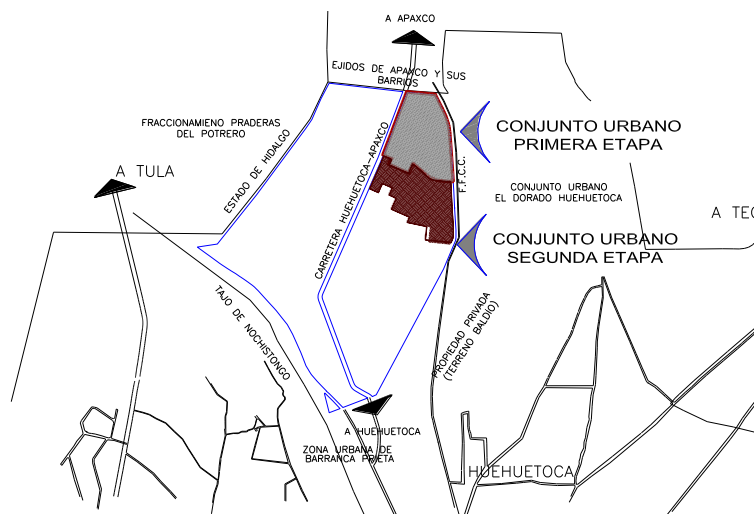 A APAXCO
EJIDOS DE APAXCO Y SUS
BARRIOS
FRACCIONAMIENO PRADERAS
DEL POTRERO
CONJUNTO URBANO
PRIMERA ETAPA
A TULA
ESTADO DE HIDALGO
CARRETERA HUEHUETOCA-APAXCO
F.F.C.C.
CONJUNTO URBANO
EL DORADO HUEHUETOCA
A TEC
CONJUNTO URBANO
SEGUNDA ETAPA
TAJO DE NOCHISTONGO
PROPIEDAD PRIVADA
(TERRENO BALDÍO)
A HUEHUETOCA
ZONA URBANA DE
BARRANCA PRIETA
HUEHUETOCA